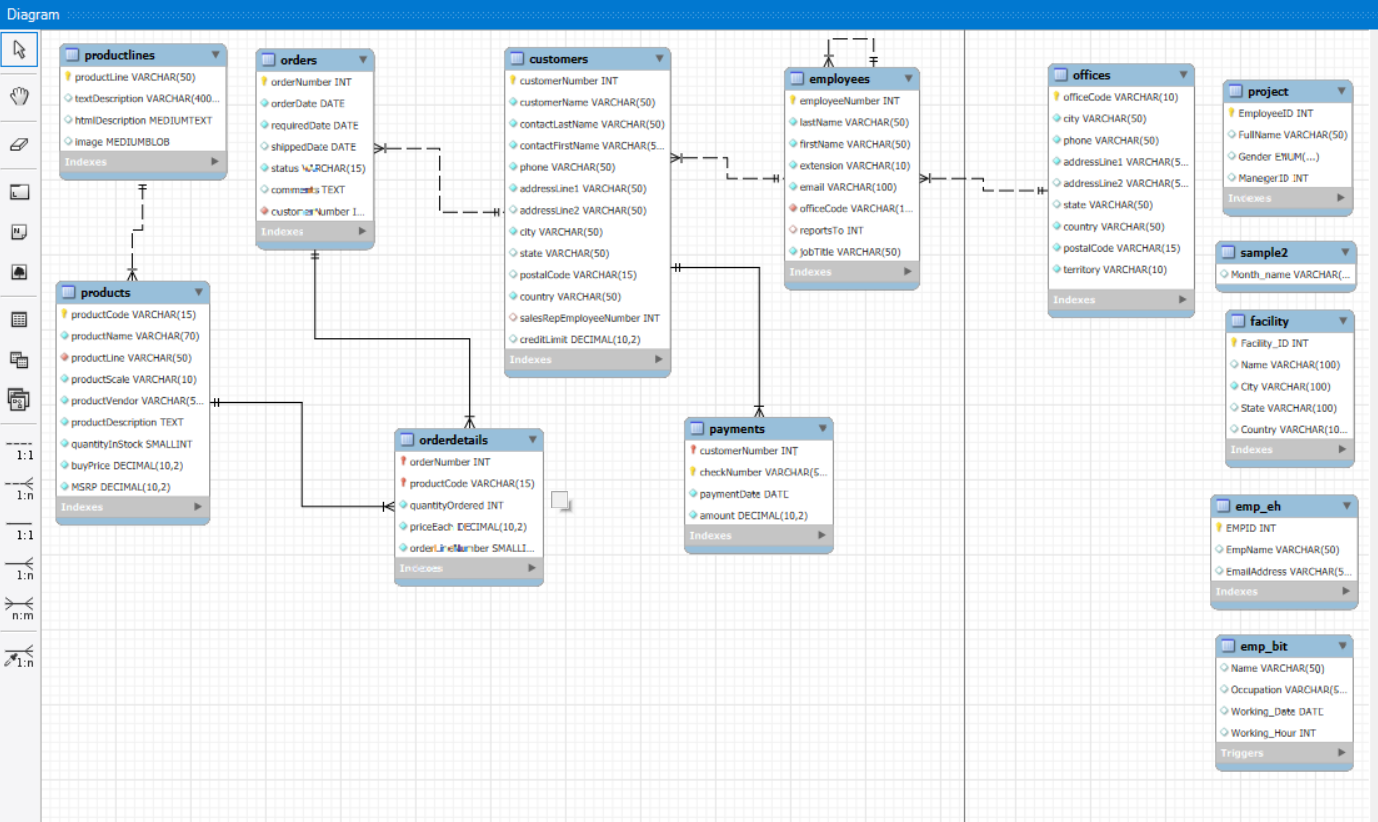 Diagram
productlines
productLine VARCHAR(50)
textDescription VARCHAR(400...
htmlDescription MEDIUMTEXT
image MEDIUMBLOB
Indexes
orders
orderNumber INT
orderDate DATE
requiredDate DATE
shippedDate DATE
status VARCHAR(15)
comments TEXT
customerNumber I...
Indexes
customers
customerNumber INT
customerName VARCHAR(50)
contactLastName VARCHAR(50)
contactFirstName VARCHAR(5...
phone VARCHAR(50)
addressLine1 VARCHAR(50)
addressLine2 VARCHAR(50)
city VARCHAR(50)
state VARCHAR(50)
postalCode VARCHAR(15)
country VARCHAR(50)
salesRepEmployeeNumber INT
creditLimit DECIMAL(10,2)
Indexes
employees
employeeNumber INT
lastName VARCHAR(50)
firstName VARCHAR(50)
extension VARCHAR(10)
email VARCHAR(100)
officeCode VARCHAR(1...
reportsTo INT
jobTitle VARCHAR(50)
Indexes
offices
officeCode VARCHAR(10)
city VARCHAR(50)
phone VARCHAR(50)
addressLine1 VARCHAR(5...
addressLine2 VARCHAR(5...
state VARCHAR(50)
country VARCHAR(50)
postalCode VARCHAR(15)
territory VARCHAR(10)
Indexes
project
EmployeeID INT
FullName VARCHAR(50)
Gender ENUM(...)
ManegerID INT
Indexes
sample2
Month_name VARCHAR(...
facility
Facility_ID INT
Name VARCHAR(100)
City VARCHAR(100)
State VARCHAR(100)
Country VARCHAR(10...
Indexes
products
productCode VARCHAR(15)
productName VARCHAR(70)
productLine VARCHAR(50)
productScale VARCHAR(10)
productVendor VARCHAR(5...
productDescription TEXT
quantityInStock SMALLINT
buyPrice DECIMAL(10,2)
MSRP DECIMAL(10,2)
Indexes
orderdetails
orderNumber INT
productCode VARCHAR(15)
quantityOrdered INT
priceEach DECIMAL(10,2)
orderLineNumber SMALLI...
Indexes
payments
customerNumber INT
checkNumber VARCHAR(5...
paymentDate DATE
amount DECIMAL(10,2)
Indexes
emp_eh
EMPID INT
EmpName VARCHAR(50)
EmailAddress VARCHAR(5...
Indexes
emp_bit
Name VARCHAR(50)
Occupation VARCHAR(5...
Working_Date DATE
Working_Hour INT
Triggers
1:1
1:n
1:1
1:n
n:m
1:n